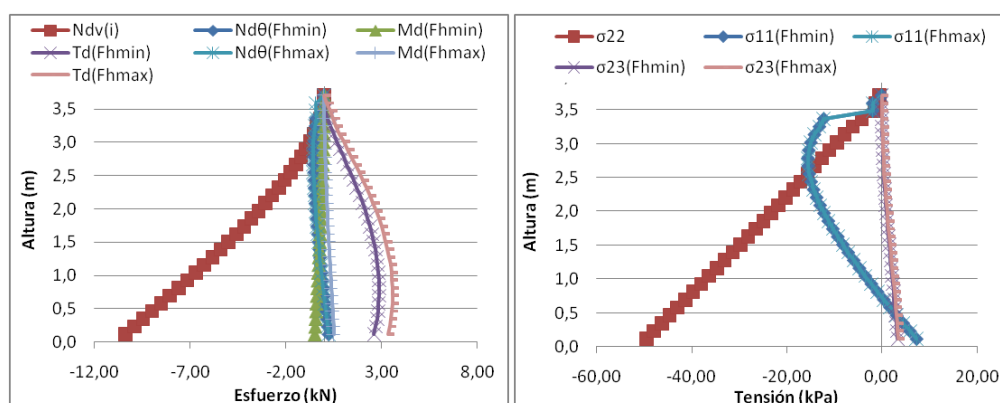 Ndv(i) Ndθ(Fhmin) Md(Fhmin)
Td(Fhmin) Ndθ(Fhmax) Md(Fhmax)
Td(Fhmax)
3,5
3,0
2,5
2,0
1,5
1,0
0,5
0,0
Altura (m)
-12,00 -7,00 -2,00 3,00 8,00
Esfuerzo (kN)
σ22 σ11(Fhmin) σ11(Fhmax)
σ23(Fhmin) σ23(Fhmax)
3,5
3,0
2,5
2,0
1,5
1,0
0,5
0,0
Altura (m)
-60,00 -40,00 -20,00 0,00 20,00
Tensión (kPa)